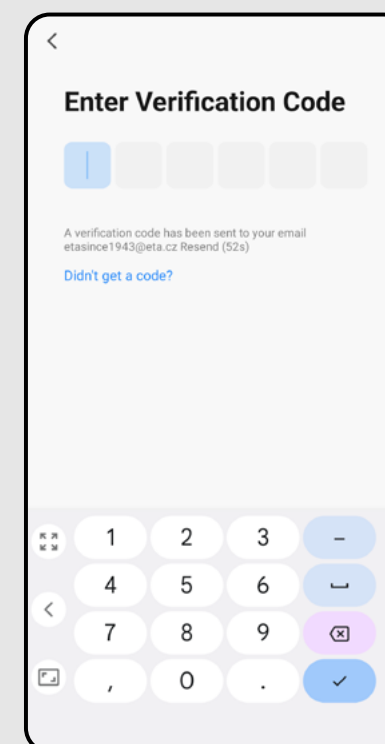 Enter Verification Code
A verification code has been sent to your email
etasince1943@eta.cz Resend (52s)
Didn't get a code?
1 2 3 –
4 5 6
7 8 9
, 0 .